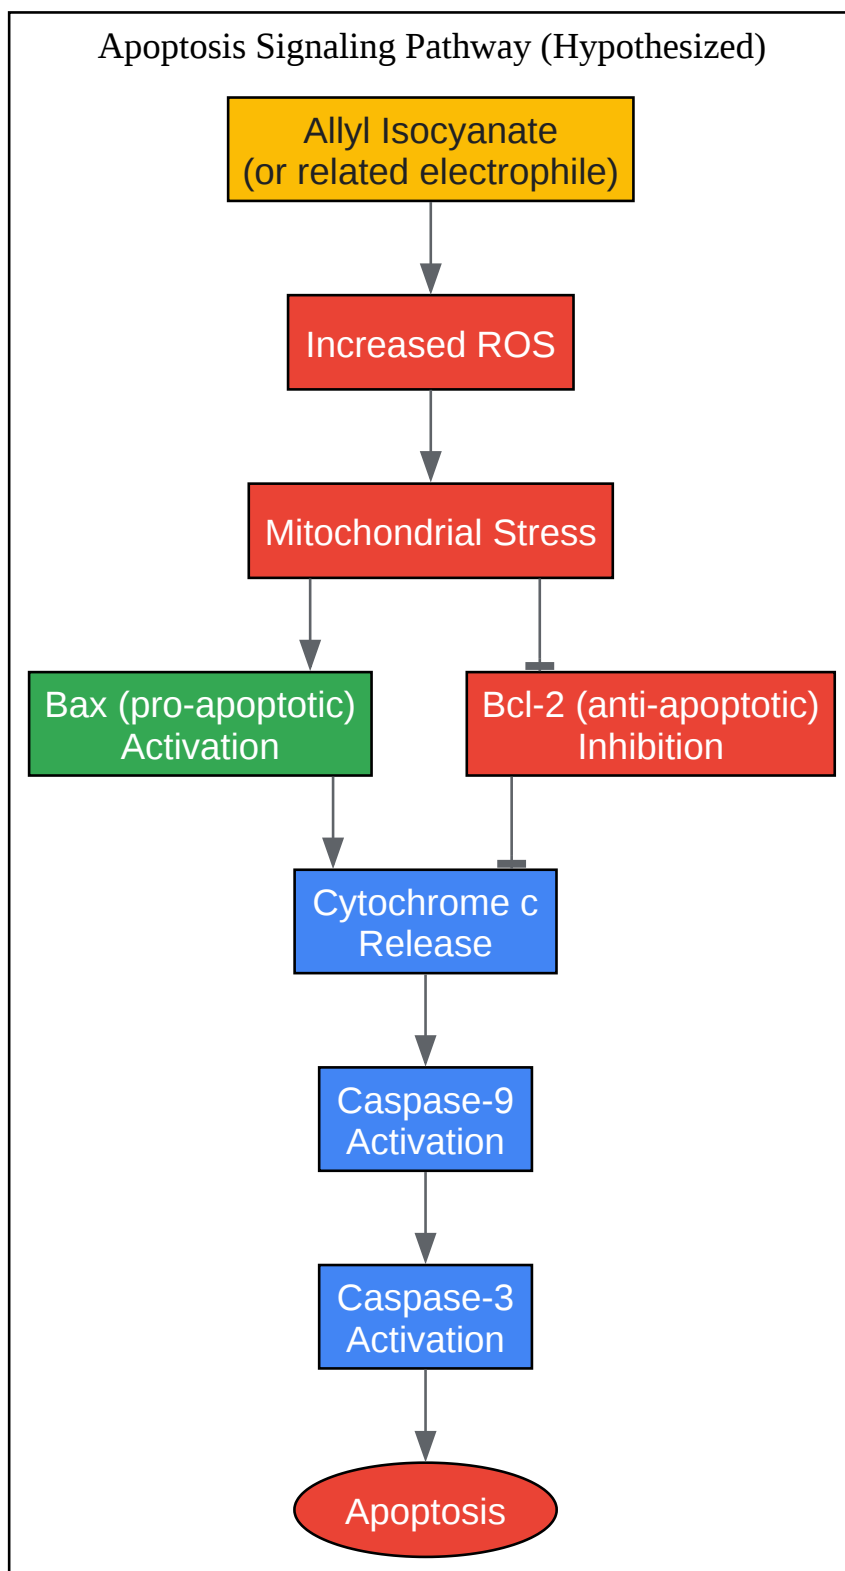 Apoptosis Signaling Pathway (Hypothesized)
Allyl Isocyanate
(or related electrophile)
Increased ROS
Mitochondrial Stress
Bax (pro-apoptotic)
Activation
Bcl-2 (anti-apoptotic)
Inhibition
Cytochrome c
Release
Caspase-9
Activation
Caspase-3
Activation
Apoptosis